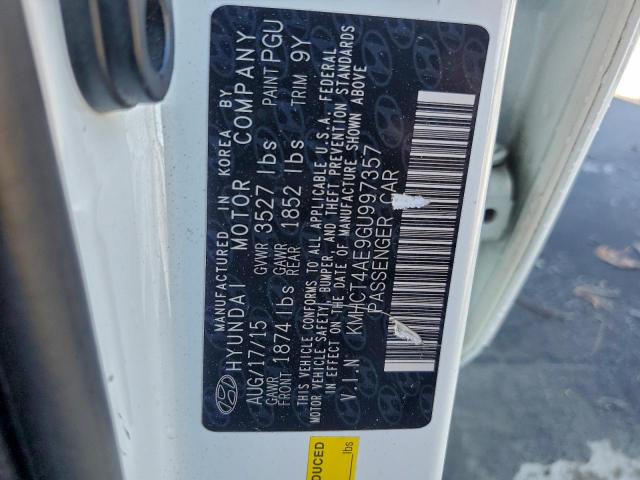 MANUFACTURED IN KOREA BY
HYUNDAI MOTOR COMPANY
AUG/17/15 GVWR 3527 lbs PAINT PGU
GAWR FRONT 1874 lbs GAWR REAR 1852 lbs TRIM 9Y
THIS VEHICLE CONFORMS TO ALL APPLICABLE U.S.A. FEDERAL
MOTOR VEHICLE SAFETY, BUMPER, AND THEFT PREVENTION STANDARDS
IN EFFECT ON THE DATE OF MANUFACTURE SHOWN ABOVE
V.I.N KMHCT4AE9GU997357
PASSENGER CAR
DUCED
lbs